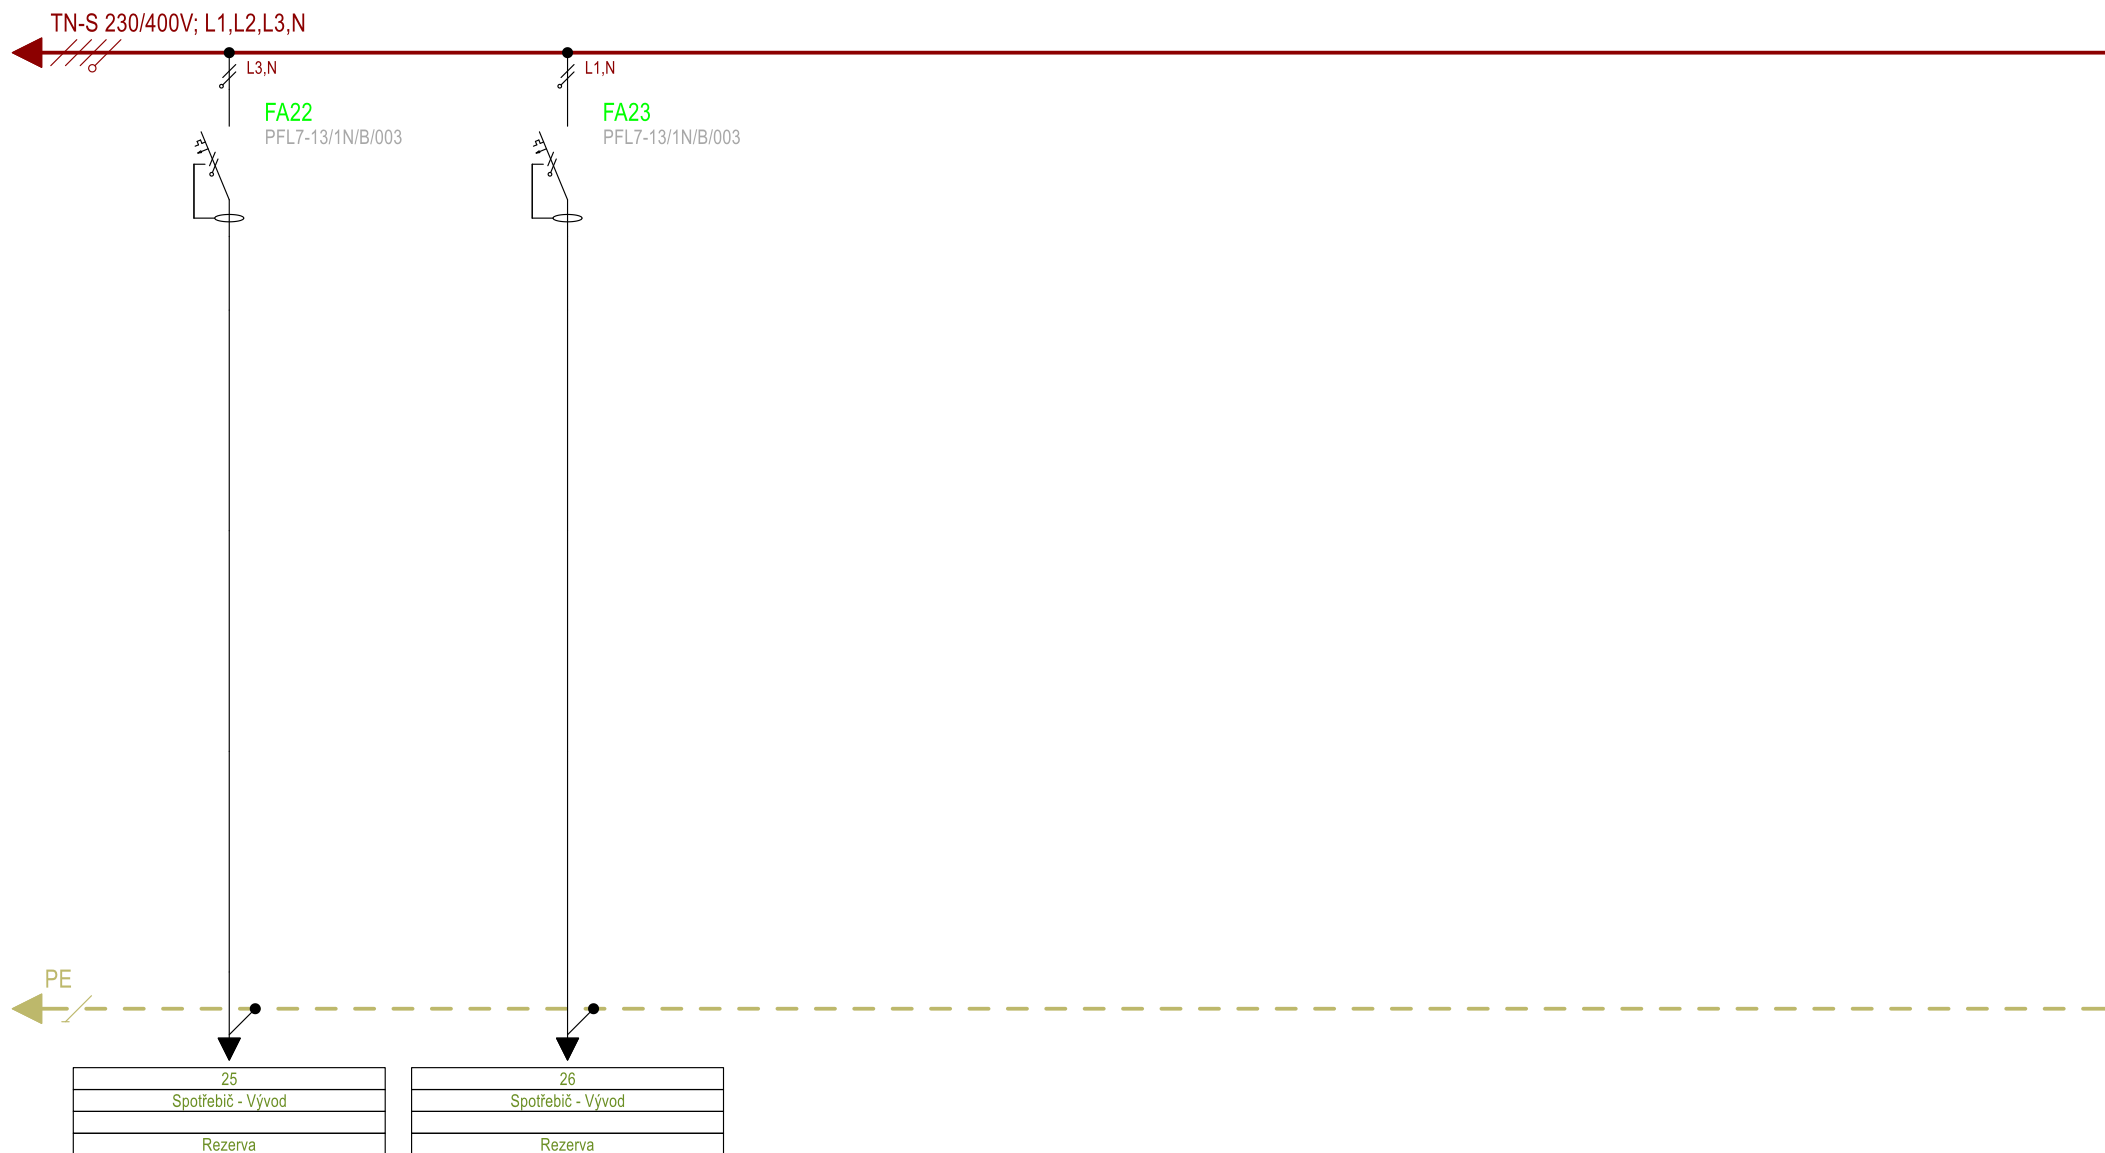 TN-S 230/400V; L1,L2,L3,N
L3,N
L1,N
FA22
PFL7-13/1N/B/003
FA23
PFL7-13/1N/B/003
PE
25
Spotřebič - Vývod
Rezerva
26
Spotřebič - Vývod
Rezerva